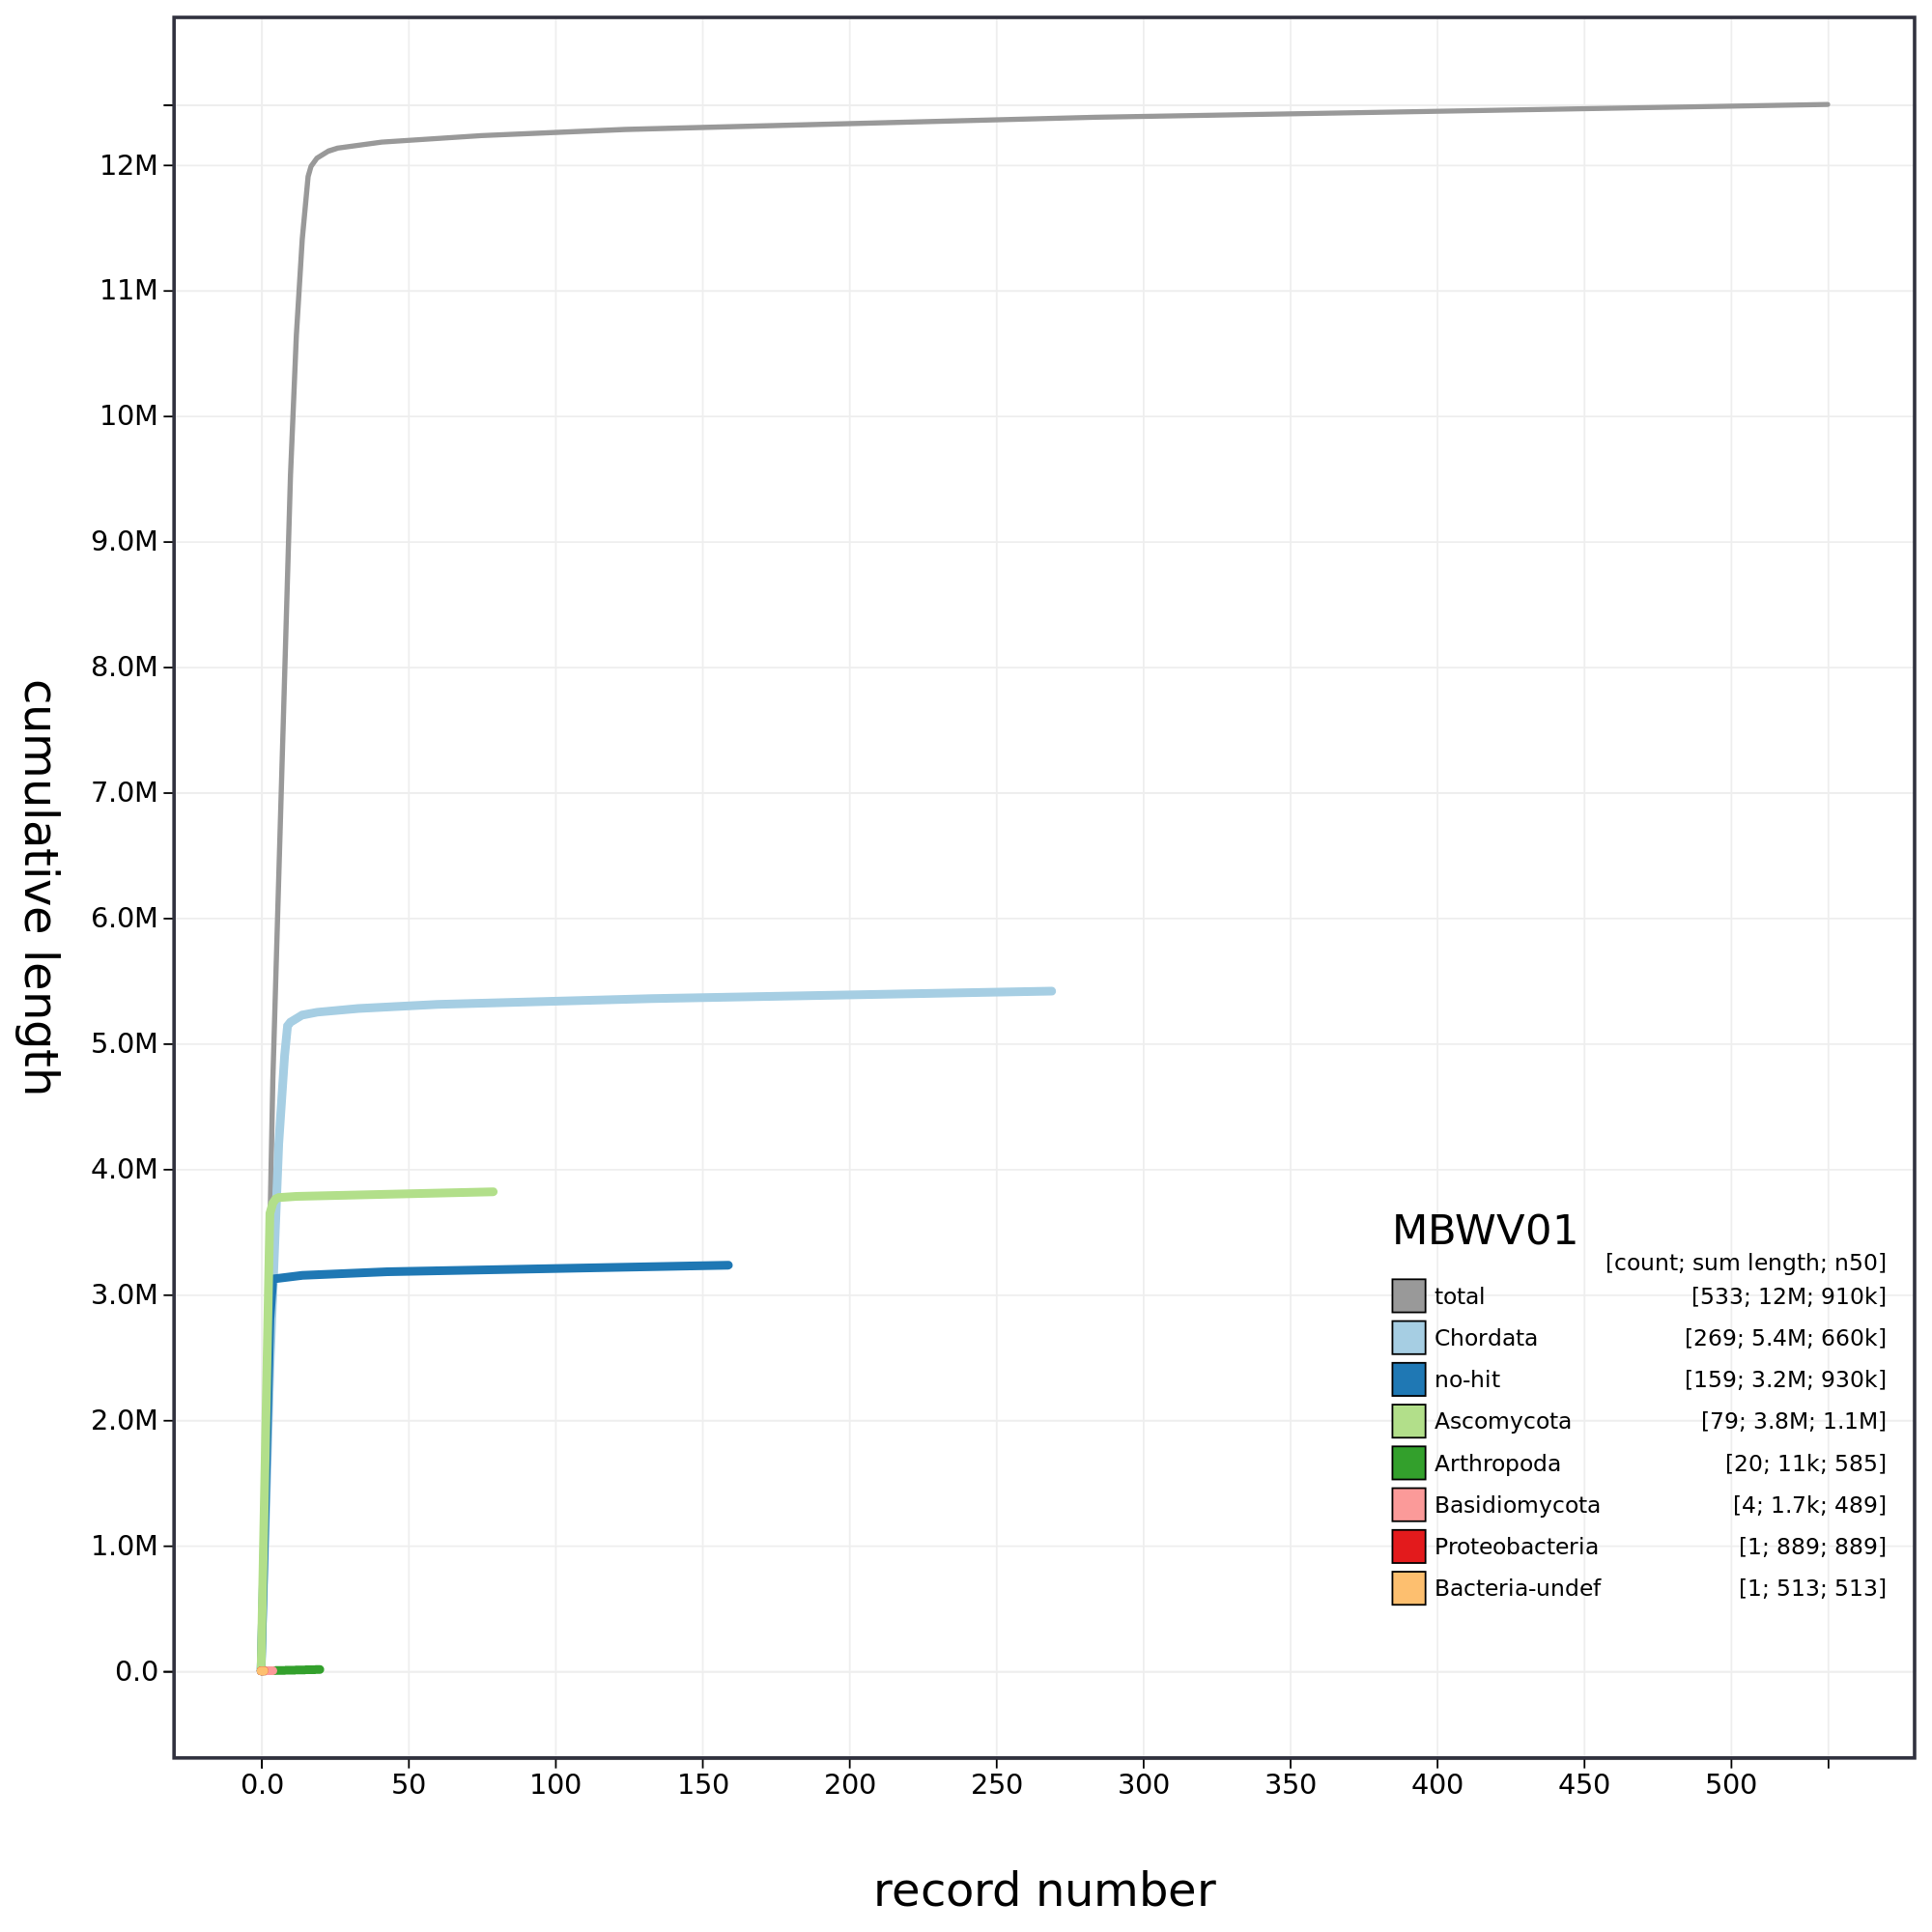 cumulative length
12M
11M
10M
9.0M
8.0M
7.0M
6.0M
5.0M
4.0M
3.0M
2.0M
1.0M
0.0
MBWV01
[count; sum length; n50]
total [533; 12M; 910k]
Chordata [269; 5.4M; 660k]
no-hit [159; 3.2M; 930k]
Ascomycota [79; 3.8M; 1.1M]
Arthropoda [20; 11k; 585]
Basidiomycota [4; 1.7k; 489]
Proteobacteria [1; 889; 889]
Bacteria-undef [1; 513; 513]
0.0 50 100 150 200 250 300 350 400 450 500
record number